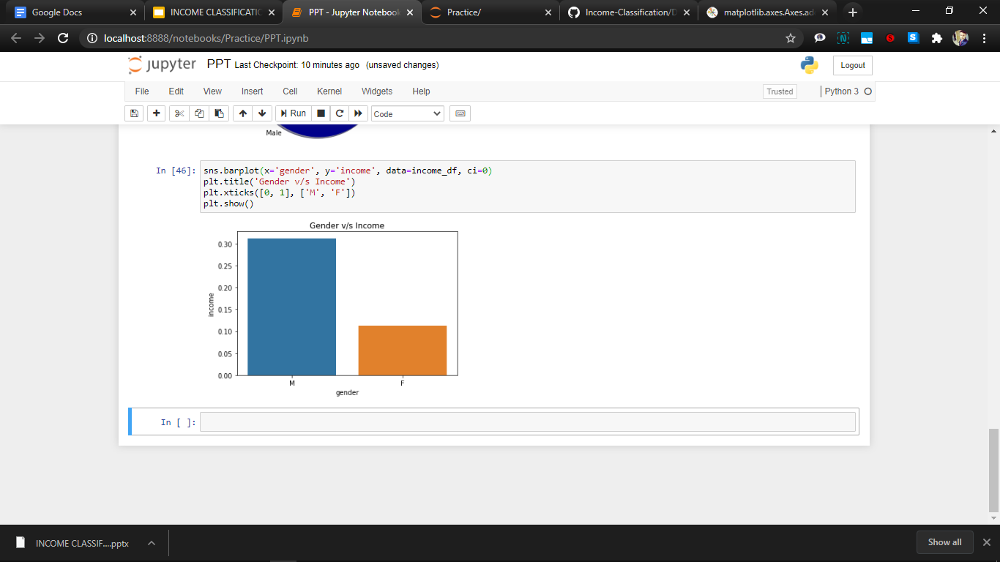 Google Docs
INCOME CLASSIFICATIO
PPT - Jupyter Notebook
Practice/
Income-Classification/D
matplotlib.axes.Axes.ad
localhost:8888/notebooks/Practice/PPT.ipynb
jupyter PPT Last Checkpoint: 10 minutes ago (unsaved changes)
Logout
File Edit View Insert Cell Kernel Widgets Help
Trusted
Python 3
Run
Code
Male
In [46]:
sns.barplot(x='gender', y='income', data=income_df, ci=0)
plt.title('Gender v/s Income')
plt.xticks([0, 1], ['M', 'F'])
plt.show()
Gender v/s Income
0.30
0.25
0.20
0.15
0.10
0.05
0.00
income
M F
gender
In [ ]:
INCOME CLASSIF....pptx
Show all